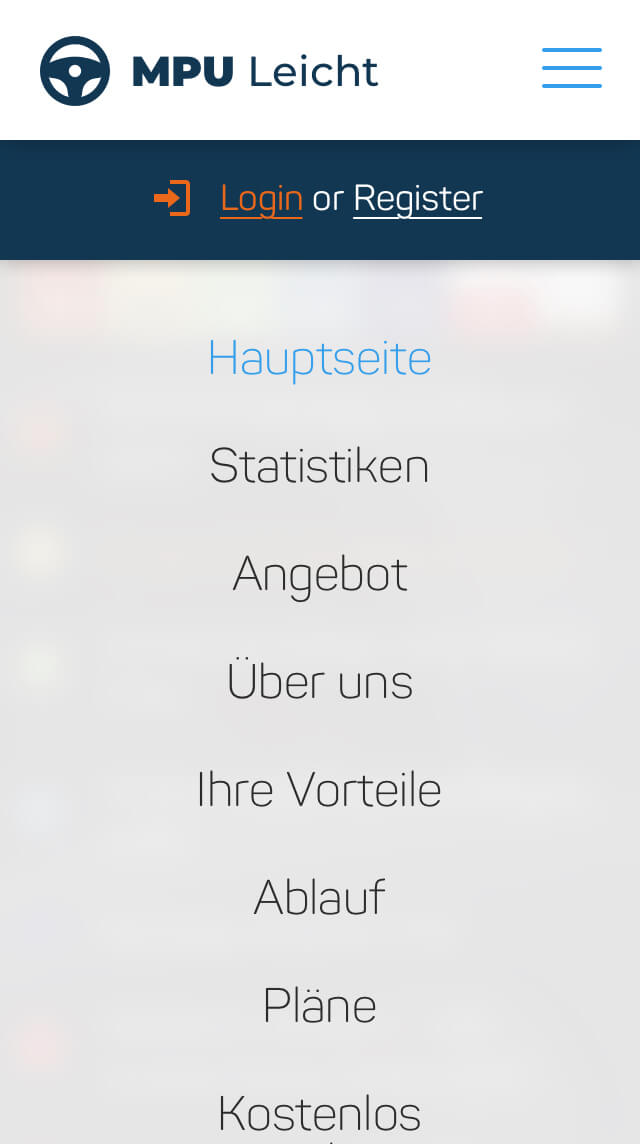 MPU Leicht
Login or Register
Hauptseite
Statistiken
Angebot
Über uns
Ihre Vorteile
Ablauf
Pläne
Kostenlos